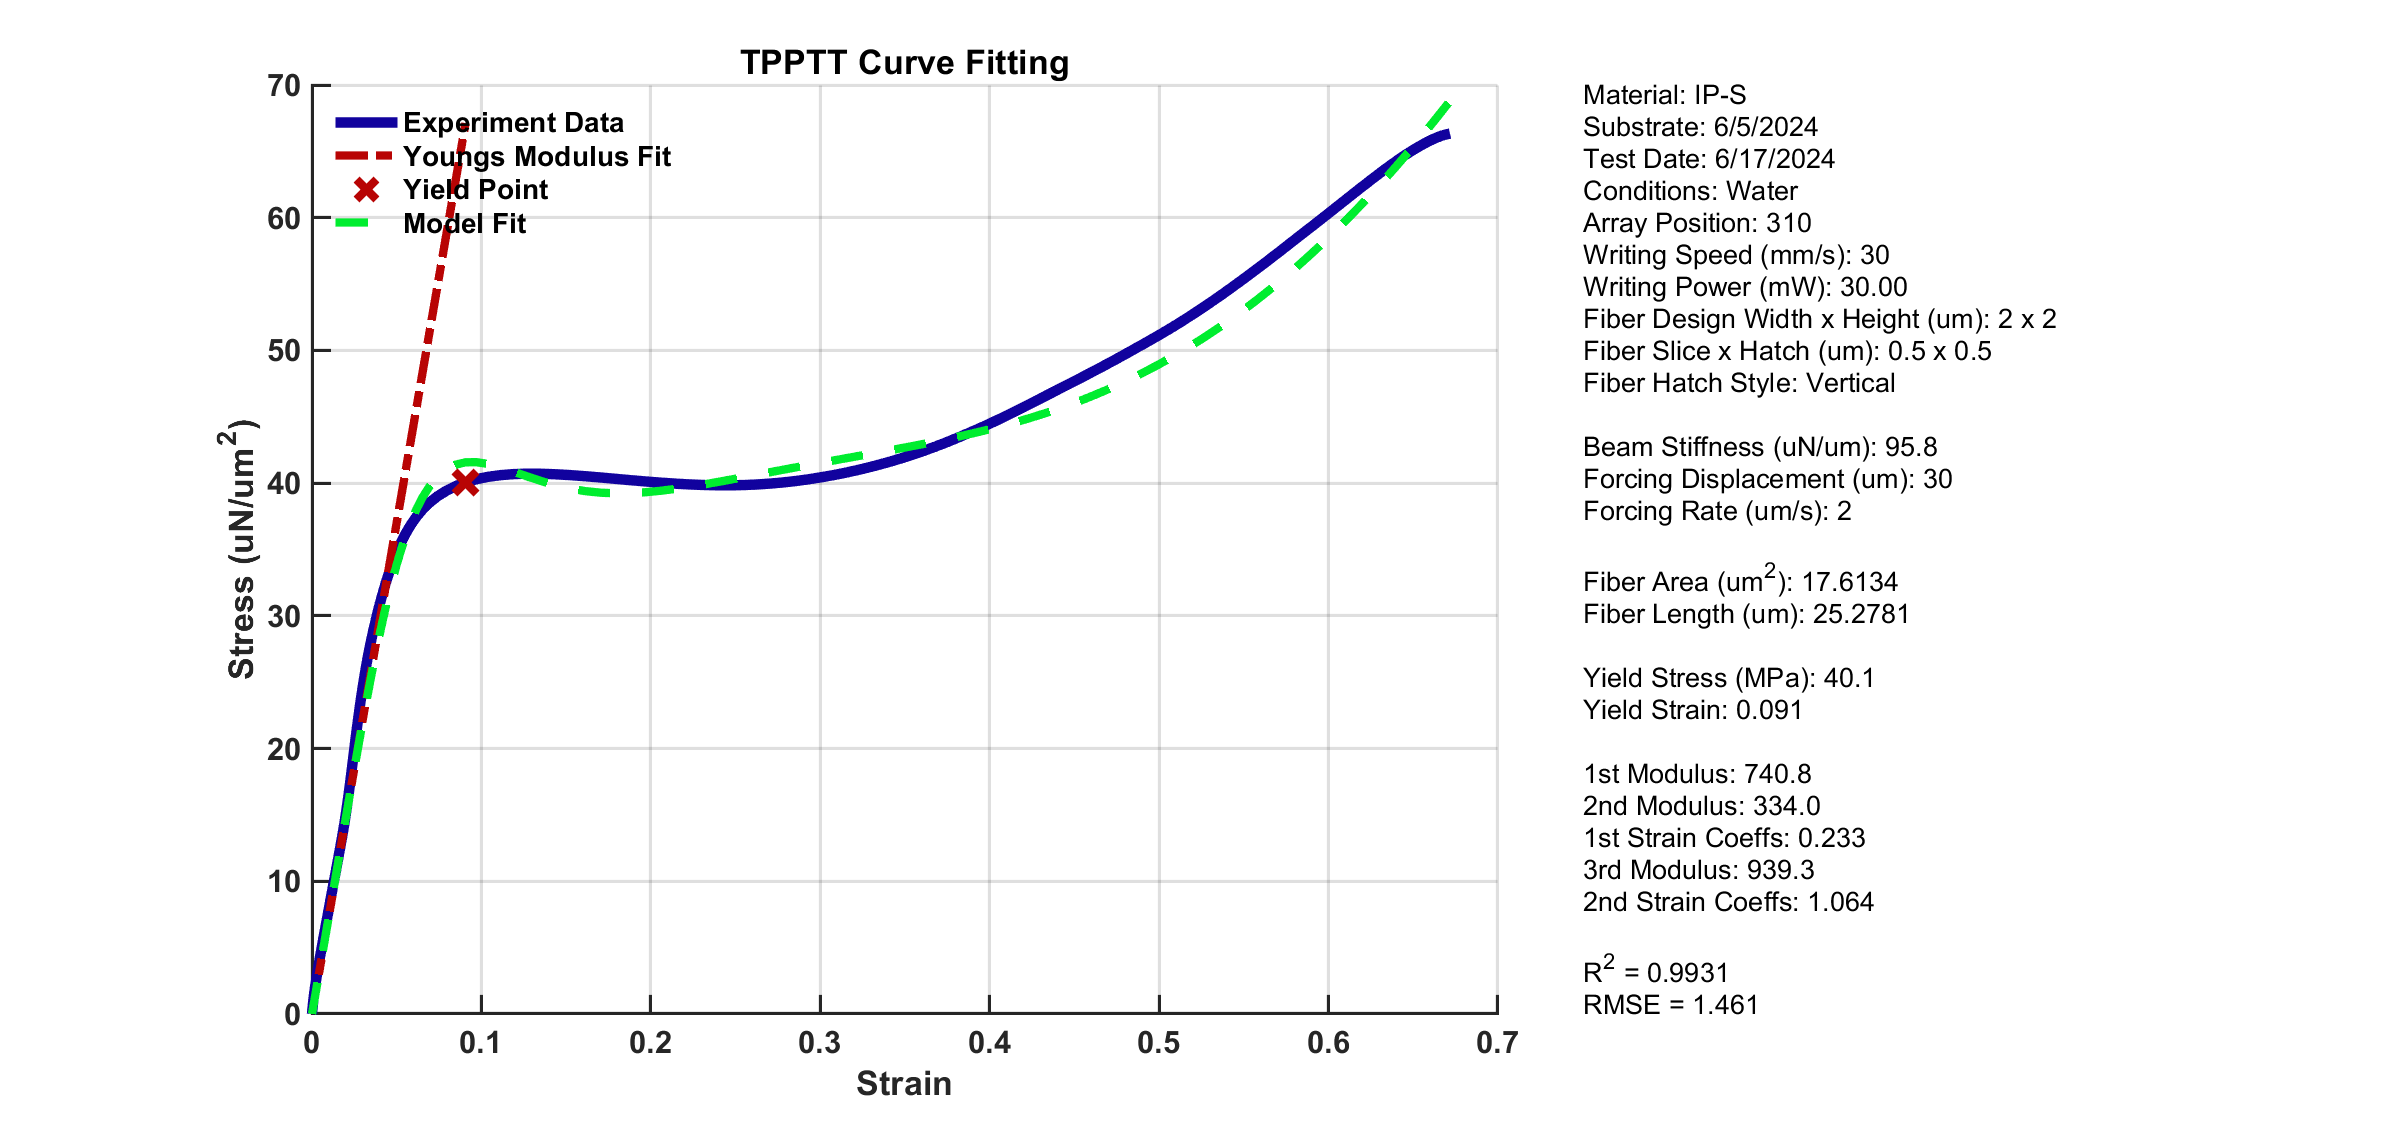 TPPTT Curve Fitting
70
60
50
40
30
20
10
0
Stress (uN/um²)
Experiment Data
Youngs Modulus Fit
Yield Point
Model Fit
0 0.1 0.2 0.3 0.4 0.5 0.6 0.7
Strain
Material: IP-S
Substrate: 6/5/2024
Test Date: 6/17/2024
Conditions: Water
Array Position: 310
Writing Speed (mm/s): 30
Writing Power (mW): 30.00
Fiber Design Width x Height (um): 2 x 2
Fiber Slice x Hatch (um): 0.5 x 0.5
Fiber Hatch Style: Vertical
Beam Stiffness (uN/um): 95.8
Forcing Displacement (um): 30
Forcing Rate (um/s): 2
Fiber Area (um²): 17.6134
Fiber Length (um): 25.2781
Yield Stress (MPa): 40.1
Yield Strain: 0.091
1st Modulus: 740.8
2nd Modulus: 334.0
1st Strain Coeffs: 0.233
3rd Modulus: 939.3
2nd Strain Coeffs: 1.064
R² = 0.9931
RMSE = 1.461